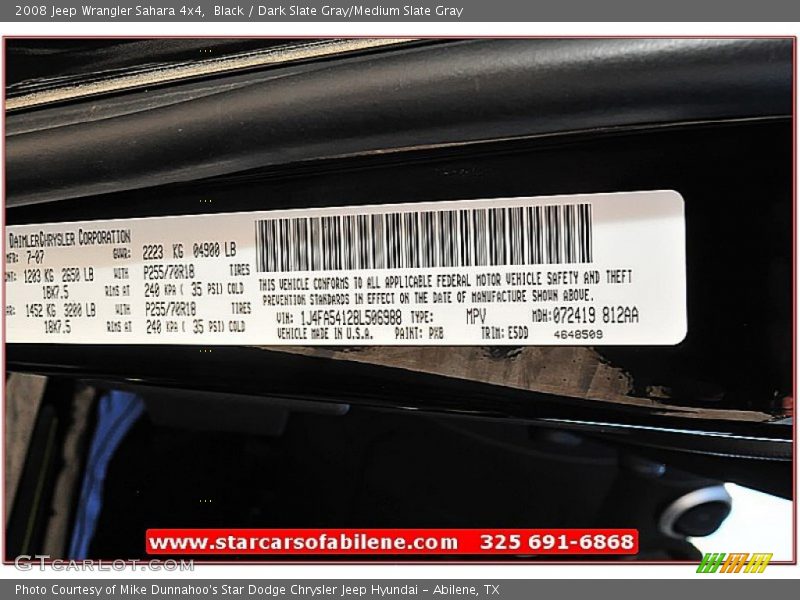 2008 Jeep Wrangler Sahara 4x4, Black / Dark Slate Gray/Medium Slate Gray
DAIMLERCHRYSLER CORPORATION
7-07 GVWR: 2223 KG 04900 LB
1203 KG 2650 LB WITH P255/70R18 TIRES
18X7.5 RIMS AT 240 KPA ( 35 PSI) COLD
1452 KG 3200 LB WITH P255/70R18 TIRES
18X7.5 RIMS AT 240 KPA ( 35 PSI) COLD
THIS VEHICLE CONFORMS TO ALL APPLICABLE FEDERAL MOTOR VEHICLE SAFETY AND THEFT
PREVENTION STANDARDS IN EFFECT ON THE DATE OF MANUFACTURE SHOWN ABOVE.
VIN: 1J4FA54128L506988 TYPE: MPV MDH: 072419 812AA
VEHICLE MADE IN U.S.A. PAINT: PX8 TRIM: E5DD 4648509
www.starcarsofabilene.com 325 691-6868
GTCARLOT.COM
Photo Courtesy of Mike Dunnahoo's Star Dodge Chrysler Jeep Hyundai - Abilene, TX